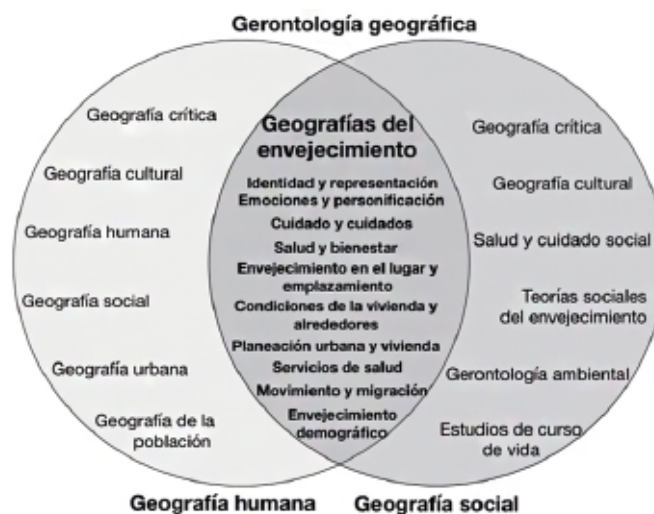 Gerontología geográfica
Geografía crítica
Geografía cultural
Geografía humana
Geografía social
Geografía urbana
Geografía de la
población
Geografías del
envejecimiento
Identidad y representación
Emociones y personificación
Cuidado y cuidados
Salud y bienestar
Envejecimiento en el lugar y
emplazamiento
Condiciones de la vivienda y
alrededores
Planeación urbana y vivienda
Servicios de salud
Movimiento y migración
Envejecimiento
demográfico
Geografía crítica
Geografía cultural
Salud y cuidado social
Teorías sociales
del envejecimiento
Gerontología ambiental
Estudios de curso
de vida
Geografía humana
Geografía social